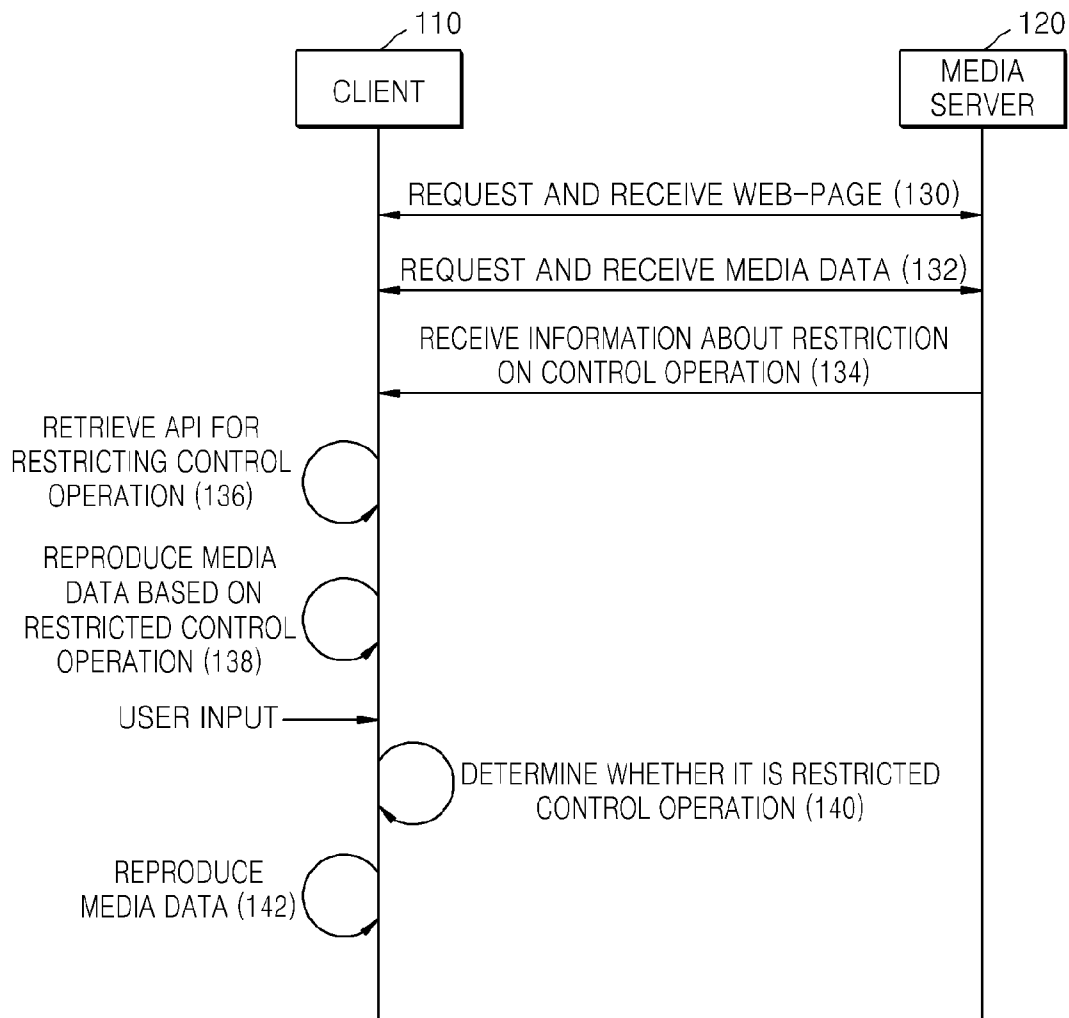 110
120
CLIENT
MEDIA
SERVER
REQUEST AND RECEIVE WEB-PAGE (130)
REQUEST AND RECEIVE MEDIA DATA (132)
RECEIVE INFORMATION ABOUT RESTRICTION
ON CONTROL OPERATION (134)
RETRIEVE API FOR
RESTRICTING CONTROL
OPERATION (136)
REPRODUCE MEDIA
DATA BASED ON
RESTRICTED CONTROL
OPERATION (138)
USER INPUT
DETERMINE WHETHER IT IS RESTRICTED
CONTROL OPERATION (140)
REPRODUCE
MEDIA DATA (142)